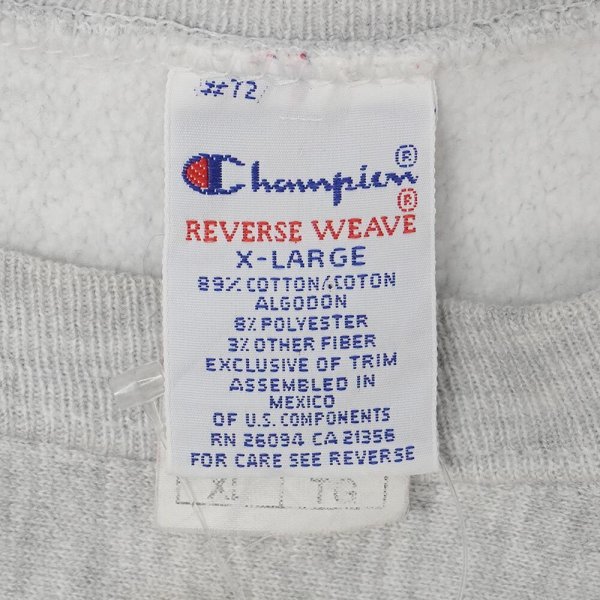 #72
Champion®
REVERSE WEAVE®
X-LARGE
89% COTTON/COTON
ALGODON
8% POLYESTER
3% OTHER FIBER
EXCLUSIVE OF TRIM
ASSEMBLED IN
MEXICO
OF U.S. COMPONENTS
RN 26094 CA 21356
FOR CARE SEE REVERSE
XL TG